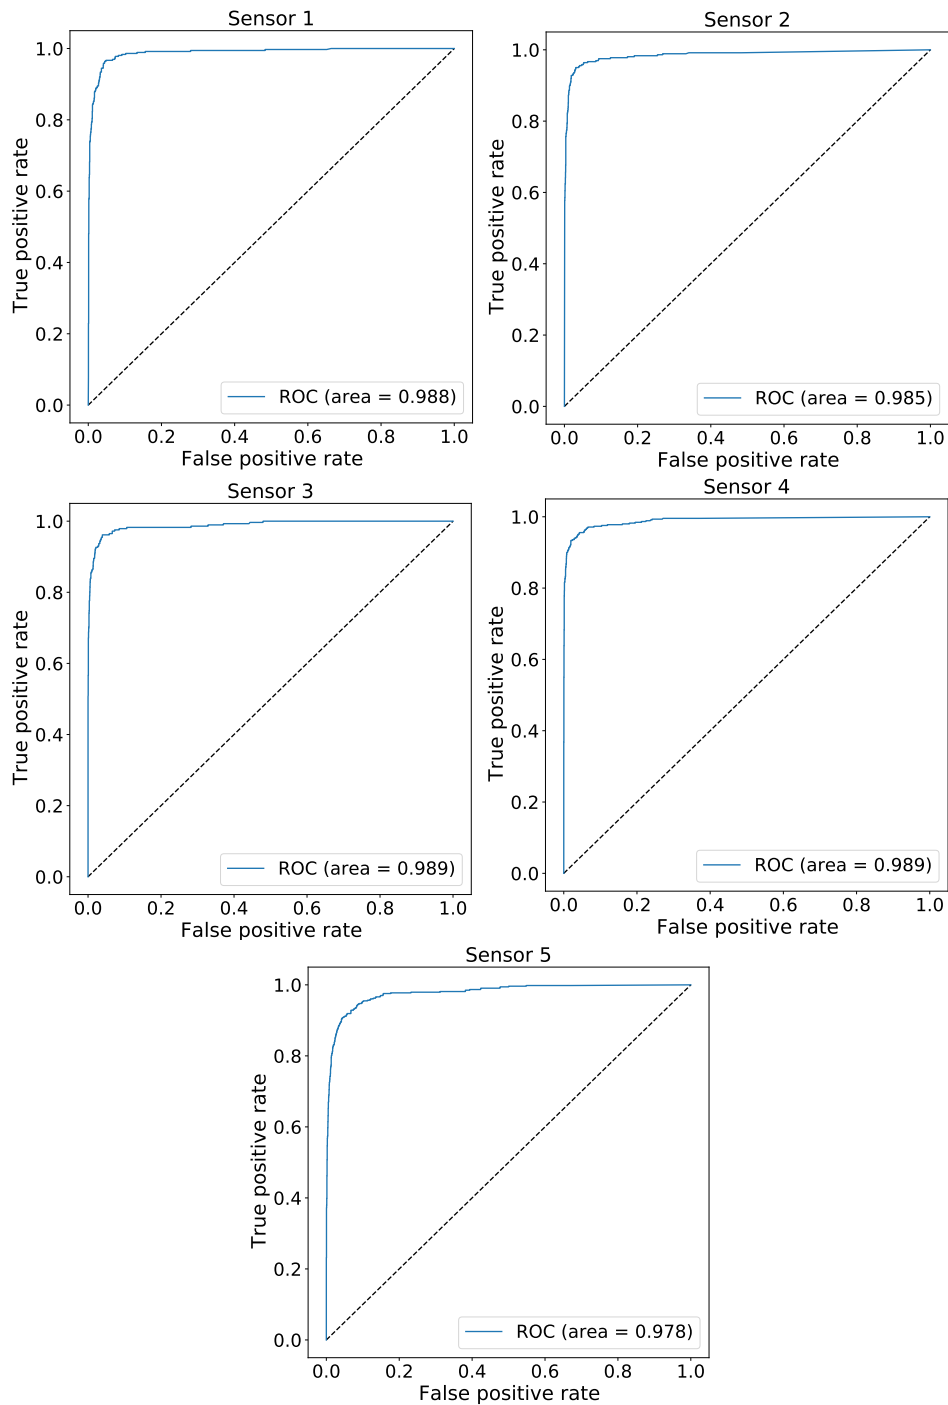 Sensor 1
True positive rate
1.0
0.8
0.6
0.4
0.2
0.0
ROC (area = 0.988)
0.0 0.2 0.4 0.6 0.8 1.0
False positive rate
Sensor 2
True positive rate
1.0
0.8
0.6
0.4
0.2
0.0
ROC (area = 0.985)
0.0 0.2 0.4 0.6 0.8 1.0
False positive rate
Sensor 3
True positive rate
1.0
0.8
0.6
0.4
0.2
0.0
ROC (area = 0.989)
0.0 0.2 0.4 0.6 0.8 1.0
False positive rate
Sensor 4
True positive rate
1.0
0.8
0.6
0.4
0.2
0.0
ROC (area = 0.989)
0.0 0.2 0.4 0.6 0.8 1.0
False positive rate
Sensor 5
True positive rate
1.0
0.8
0.6
0.4
0.2
0.0
ROC (area = 0.978)
0.0 0.2 0.4 0.6 0.8 1.0
False positive rate